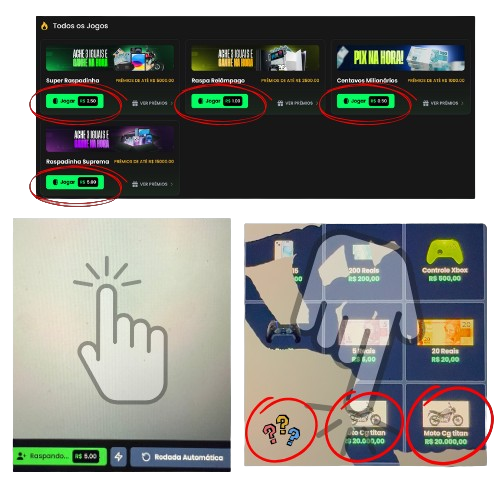 Todos os Jogos
ACHE 3 IGUAIS E
GANHE NA HORA!
Super Raspadinha
PRÊMIOS DE ATÉ R$ 5000.00
Jogar R$ 2.50
VER PRÊMIOS
ACHE 3 IGUAIS E
GANHE NA HORA!
Raspa Relâmpago
PRÊMIOS DE ATÉ R$ 2500.00
Jogar R$ 1.00
VER PRÊMIOS
PIX NA HORA!
Centavos Milionários
PRÊMIOS DE ATÉ R$ 1000.00
Jogar R$ 0.50
VER PRÊMIOS
ACHE 3 IGUAIS E
GANHE NA HORA!
Raspadinha Suprema
PRÊMIOS DE ATÉ R$ 15000.00
Jogar R$ 5.00
VER PRÊMIOS
Raspando... R$ 5.00
Rodada Automática
200 Reais
R$ 200,00
Controle Xbox
R$ 500,00
5 Reais
R$ 5,00
20 Reais
R$ 20,00
???
Cg titan
R$ 20.000,00
Moto Cg titan
R$ 20.000,00